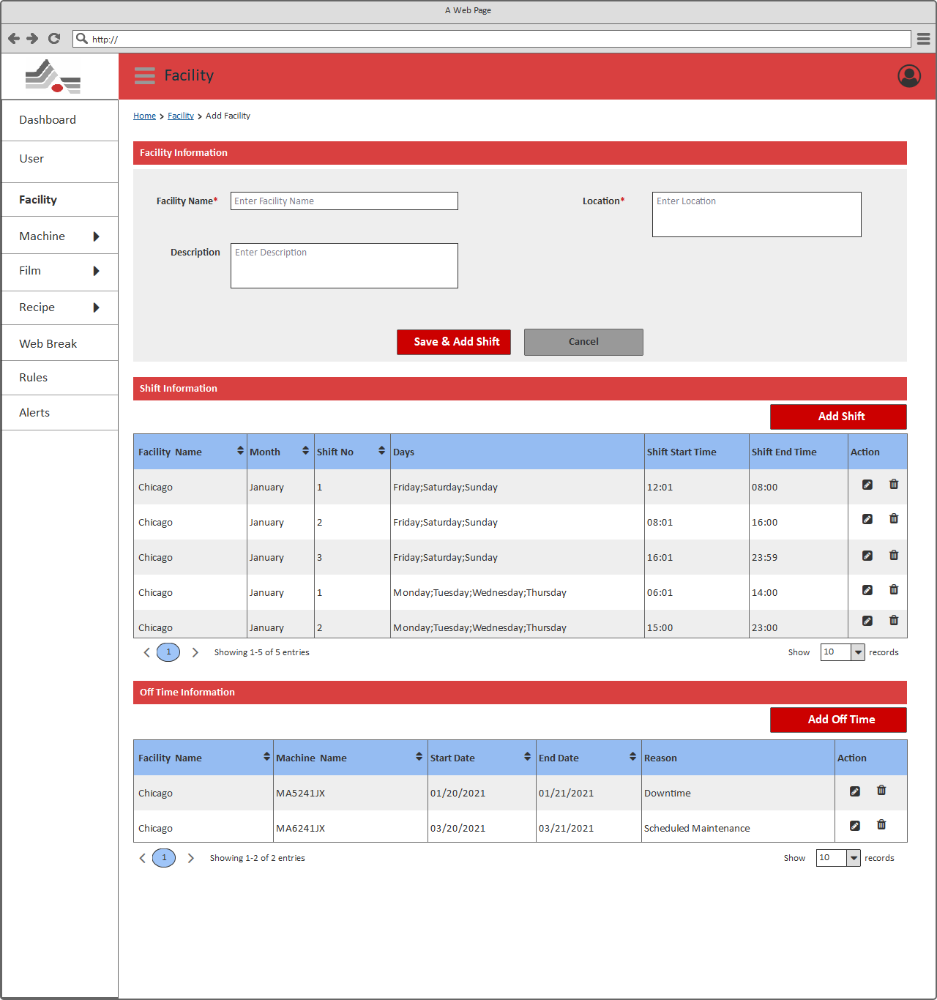 A Web Page
http://
Facility
Home Facility Add Facility
Dashboard
User
Facility
Machine
Film
Recipe
Web Break
Rules
Alerts
Facility Information
Facility Name* Enter Facility Name Location* Enter Location
Description Enter Description
Save & Add Shift Cancel
Shift Information
Add Shift
Facility Name Month Shift No Days Shift Start Time Shift End Time Action
Chicago January 1 Friday;Saturday;Sunday 12:01 08:00
Chicago January 2 Friday;Saturday;Sunday 08:01 16:00
Chicago January 3 Friday;Saturday;Sunday 16:01 23:59
Chicago January 1 Monday;Tuesday;Wednesday;Thursday 06:01 14:00
Chicago January 2 Monday;Tuesday;Wednesday;Thursday 15:00 23:00
1 Showing 1-5 of 5 entries Show 10 records
Off Time Information
Add Off Time
Facility Name Machine Name Start Date End Date Reason Action
Chicago MA5241JX 01/20/2021 01/21/2021 Downtime
Chicago MA6241JX 03/20/2021 03/21/2021 Scheduled Maintenance
1 Showing 1-2 of 2 entries Show 10 records